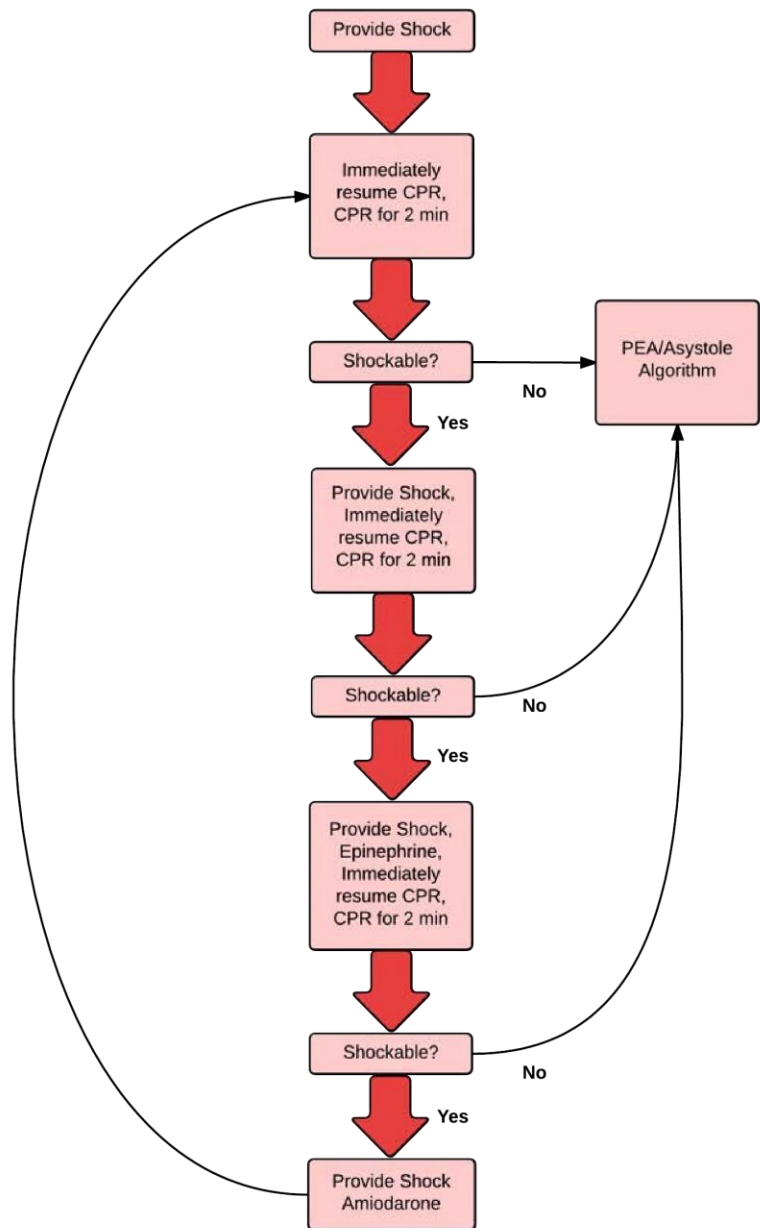 Provide Shock
Immediately
resume CPR,
CPR for 2 min
Shockable?
No
PEA/Asystole
Algorithm
Yes
Provide Shock,
Immediately
resume CPR,
CPR for 2 min
Shockable?
No
Yes
Provide Shock,
Epinephrine,
Immediately
resume CPR,
CPR for 2 min
Shockable?
No
Yes
Provide Shock
Amiodarone